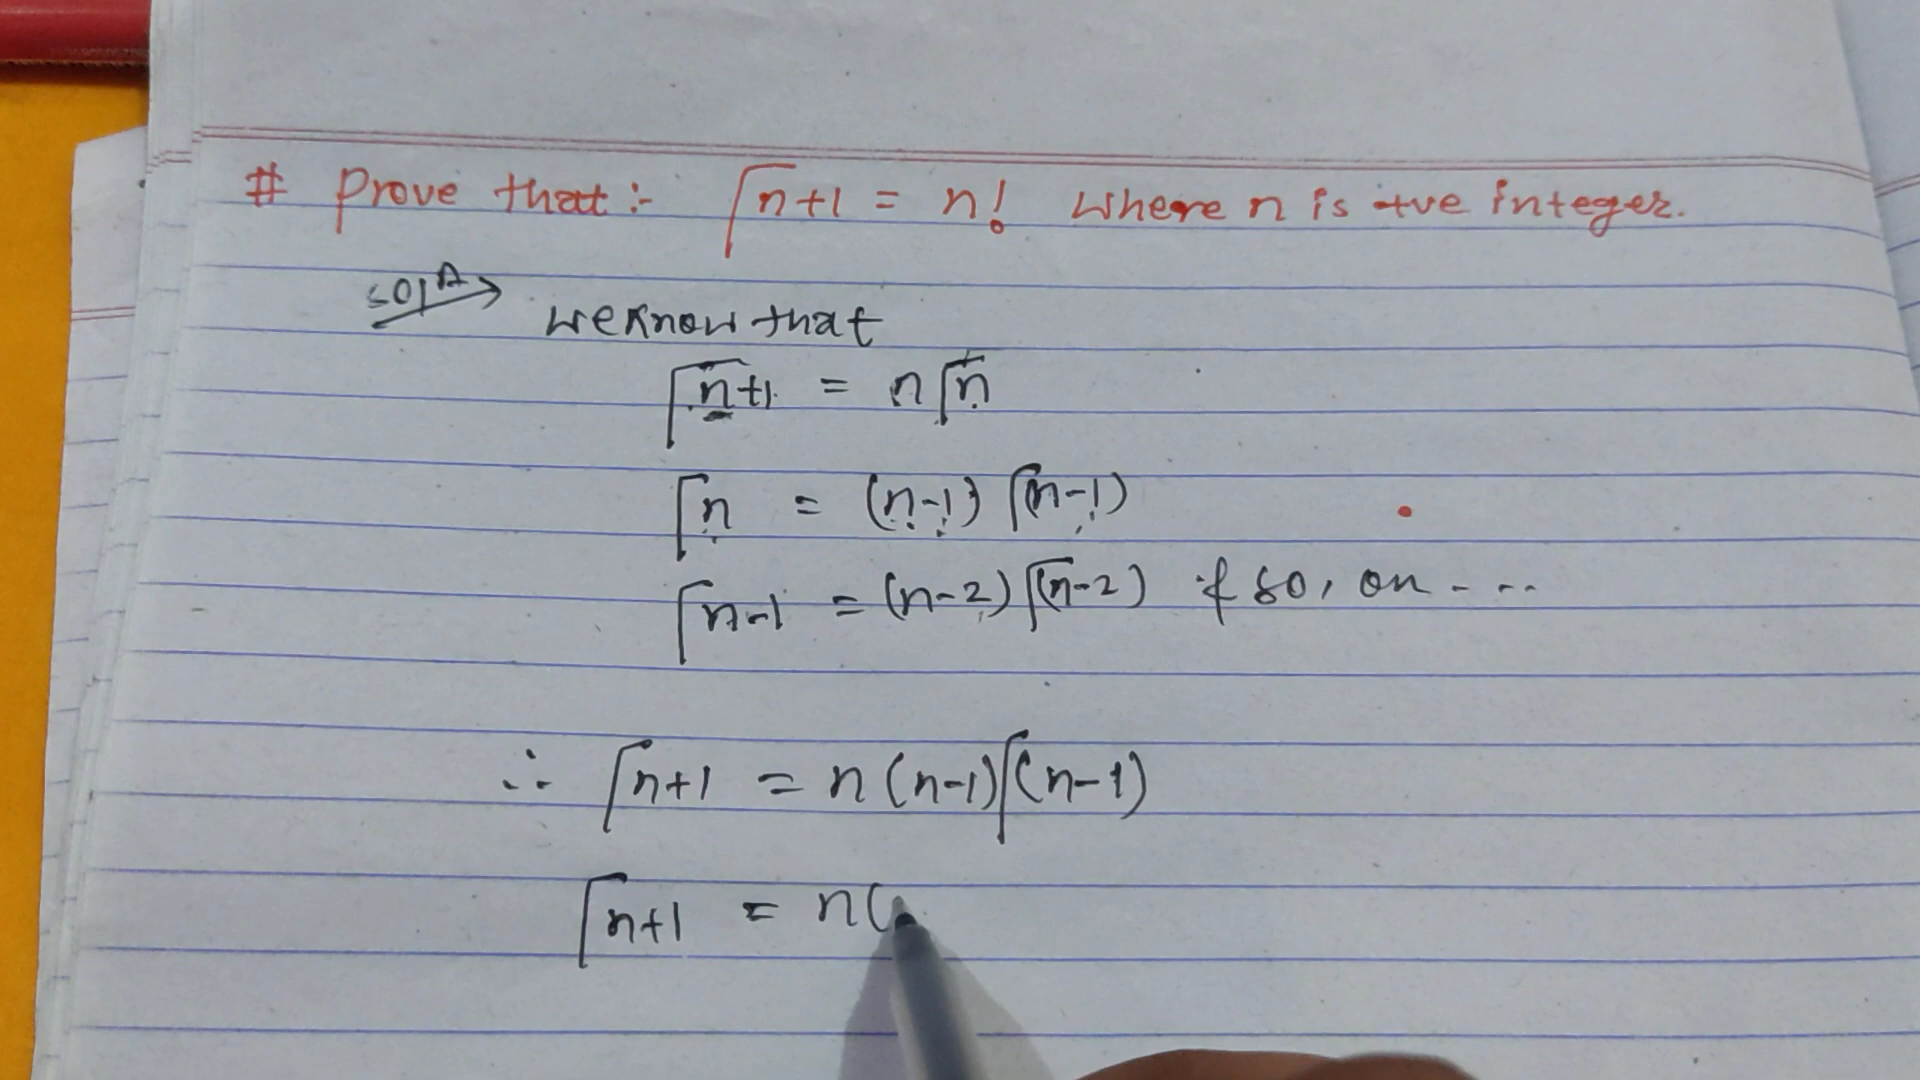 # Prove that :- Γn+1 = n! where n is +ve integer.
solⁿ → we know that
Γn+1 = n Γn
Γn = (n-1) Γ(n-1)
Γn-1 = (n-2) Γ(n-2) & so, on - ...
∴ Γn+1 = n (n-1) Γ(n-1)
Γn+1 = n(